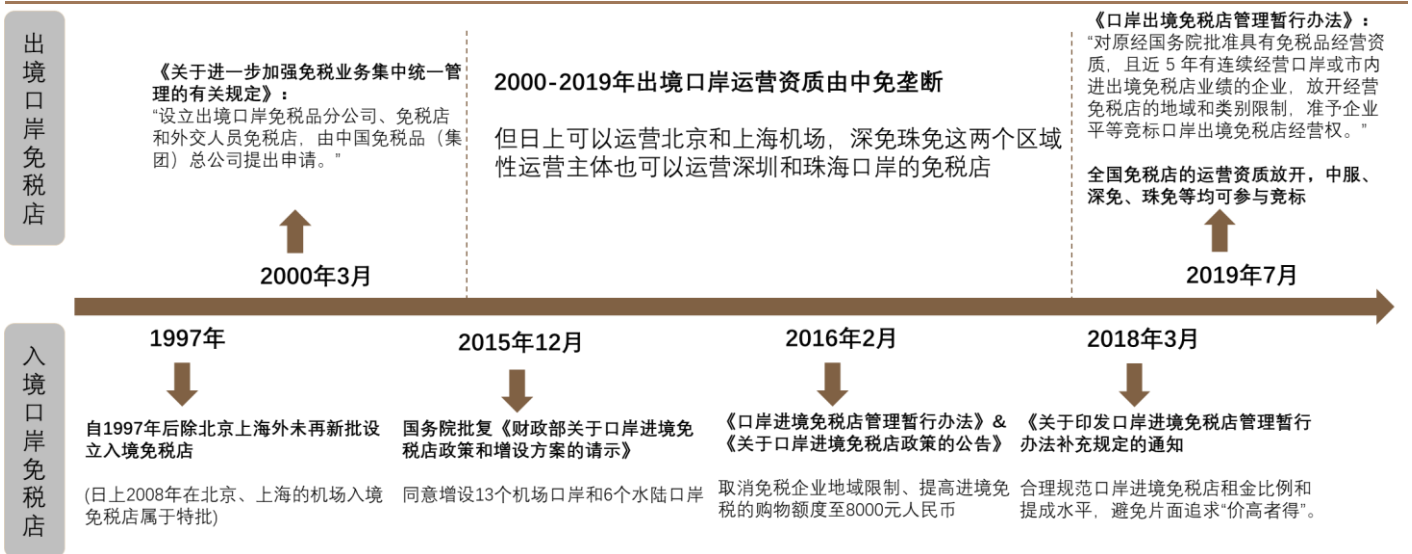 出境口岸免税店
《关于进一步加强免税业务集中统一管
理的有关规定》：
“设立出境口岸免税品分公司、免税店
和外交人员免税店，由中国免税品（集
团）总公司提出申请。”
2000年3月
2000-2019年出境口岸运营资质由中免垄断
但日上可以运营北京和上海机场，深免珠免这两个区域
性运营主体也可以运营深圳和珠海口岸的免税店
《口岸出境免税店管理暂行办法》：
“对原经国务院批准具有免税品经营资
质，且近 5 年有连续经营口岸或市内
进出境免税店业绩的企业，放开经营
免税店的地域和类别限制，准予企业
平等竞标口岸出境免税店经营权。”
全国免税店的运营资质放开，中服、
深免、珠免等均可参与竞标
2019年7月
入境口岸免税店
1997年
自1997年后除北京上海外未再新批设
立入境免税店
(日上2008年在北京、上海的机场入境
免税店属于特批)
2015年12月
国务院批复《财政部关于口岸进境免
税店政策和增设方案的请示》
同意增设13个机场口岸和6个水陆口岸
2016年2月
《口岸进境免税店管理暂行办法》&
《关于口岸进境免税店政策的公告》
取消免税企业地域限制、提高进境免
税的购物额度至8000元人民币
2018年3月
《关于印发口岸进境免税店管理暂行
办法补充规定的通知
合理规范口岸进境免税店租金比例和
提成水平，避免片面追求“价高者得”。